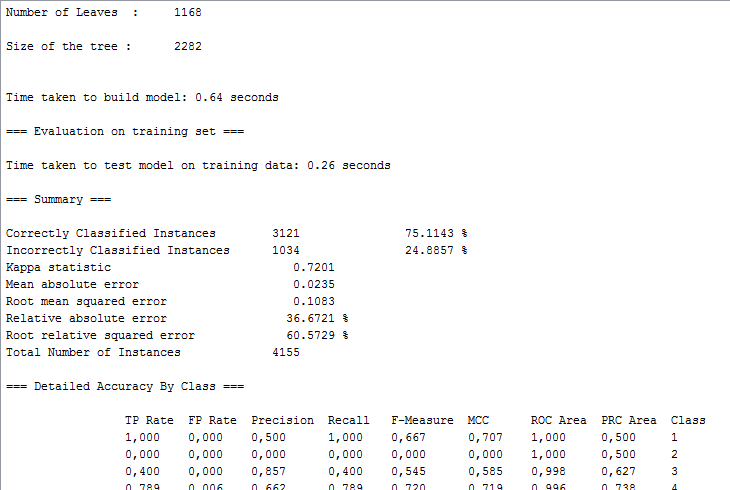 Number of Leaves  :     1168
Size of the tree :      2282
Time taken to build model: 0.64 seconds
=== Evaluation on training set ===
Time taken to test model on training data: 0.26 seconds
=== Summary ===
Correctly Classified Instances        3121               75.1143 %
Incorrectly Classified Instances      1034               24.8857 %
Kappa statistic                          0.7201
Mean absolute error                      0.0235
Root mean squared error                  0.1083
Relative absolute error                 36.6721 %
Root relative squared error             60.5729 %
Total Number of Instances             4155
=== Detailed Accuracy By Class ===
TP Rate  FP Rate  Precision  Recall   F-Measure  MCC      ROC Area  PRC Area  Class
1,000    0,000    0,500      1,000    0,667      0,707    1,000     0,500     1
0,000    0,000    0,000      0,000    0,000      0,000    1,000     0,500     2
0,400    0,000    0,857      0,400    0,545      0,585    0,998     0,627     3
0,789    0,006    0,662      0,789    0,720      0,719    0,996     0,738     4